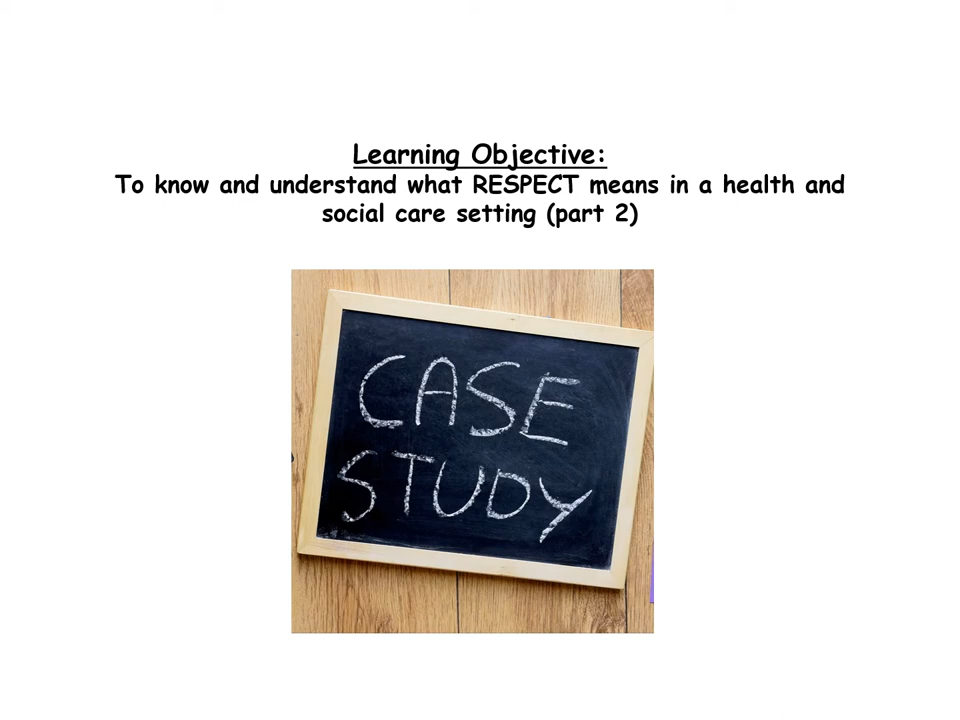 Learning Objective:
To know and understand what RESPECT means in a health and
social care setting (part 2)
CASE
STUDY